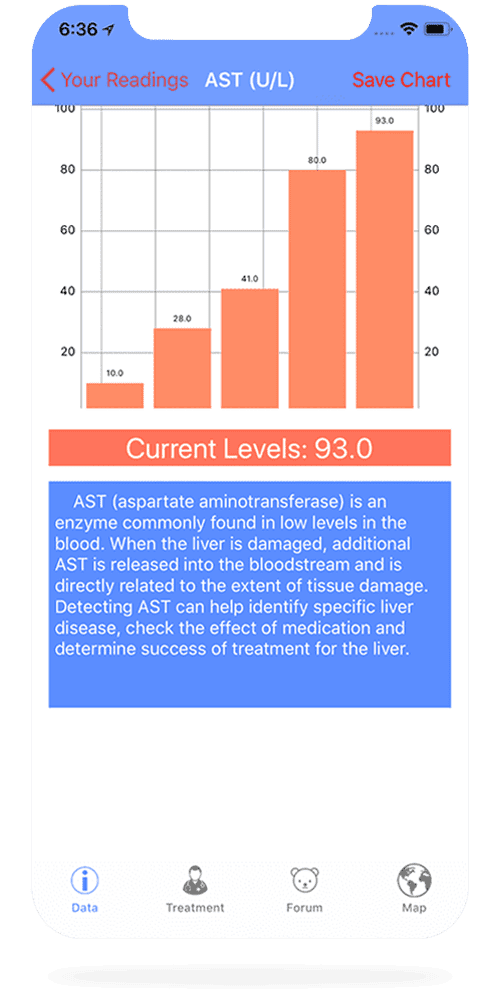 6:36
Your Readings AST (U/L) Save Chart
100 100
93.0
80 80.0 80
60 60
41.0
40 40
28.0
20 20
10.0
Current Levels: 93.0
AST (aspartate aminotransferase) is an
enzyme commonly found in low levels in the
blood. When the liver is damaged, additional
AST is released into the bloodstream and is
directly related to the extent of tissue damage.
Detecting AST can help identify specific liver
disease, check the effect of medication and
determine success of treatment for the liver.
Data Treatment Forum Map